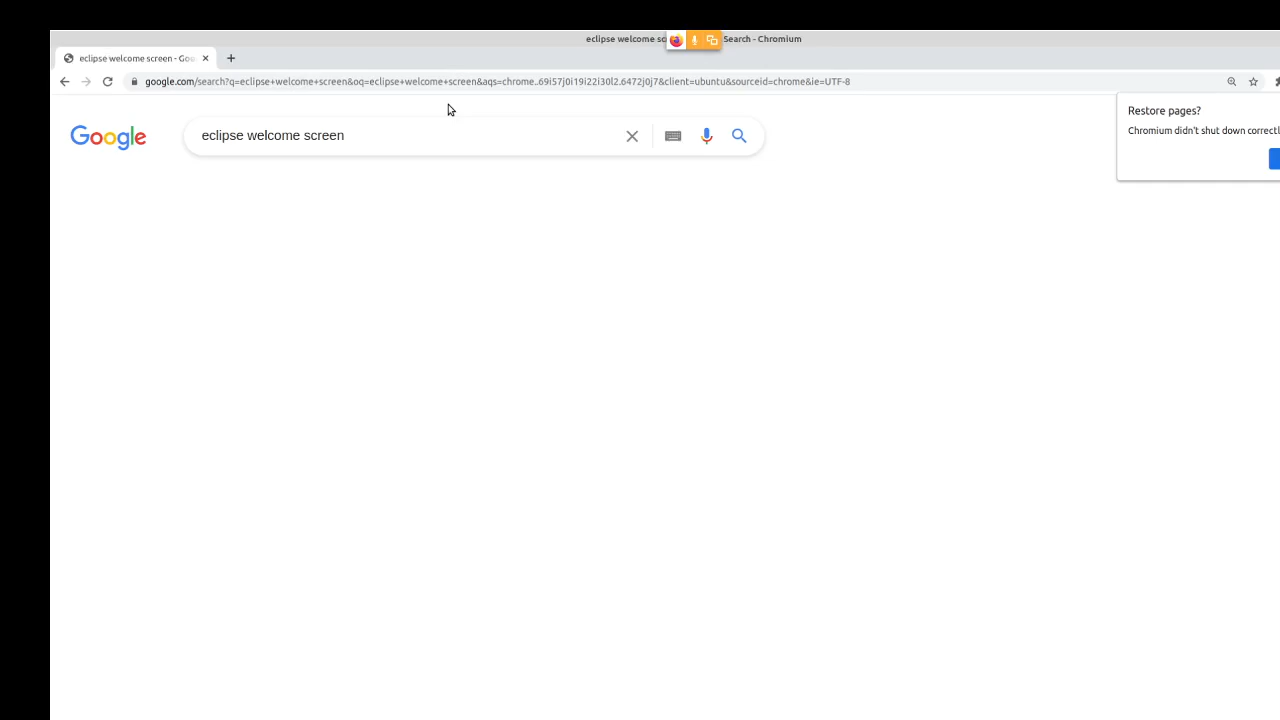 eclipse welcome sc Search - Chromium
eclipse welcome screen - Goo
google.com/search?q=eclipse+welcome+screen&oq=eclipse+welcome+screen&aqs=chrome..69i57j0i19i22i30l2.6472j0j7&client=ubuntu&sourceid=chrome&ie=UTF-8
Restore pages?
Chromium didn't shut down correctl
Google
eclipse welcome screen